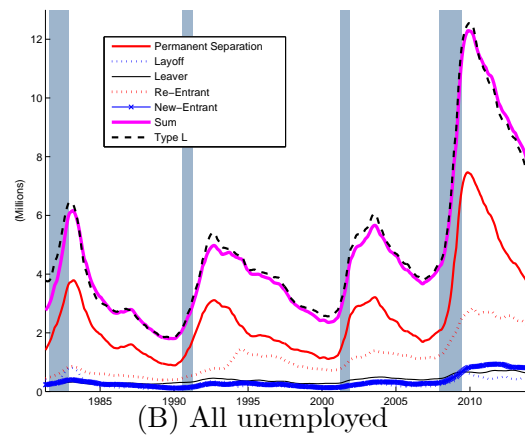 12
10
8
6
4
2
0
(Millions)
Permanent Separation
Layoff
Leaver
Re-Entrant
New-Entrant
Sum
Type L
1985 1990 1995 2000 2005 2010
(B) All unemployed